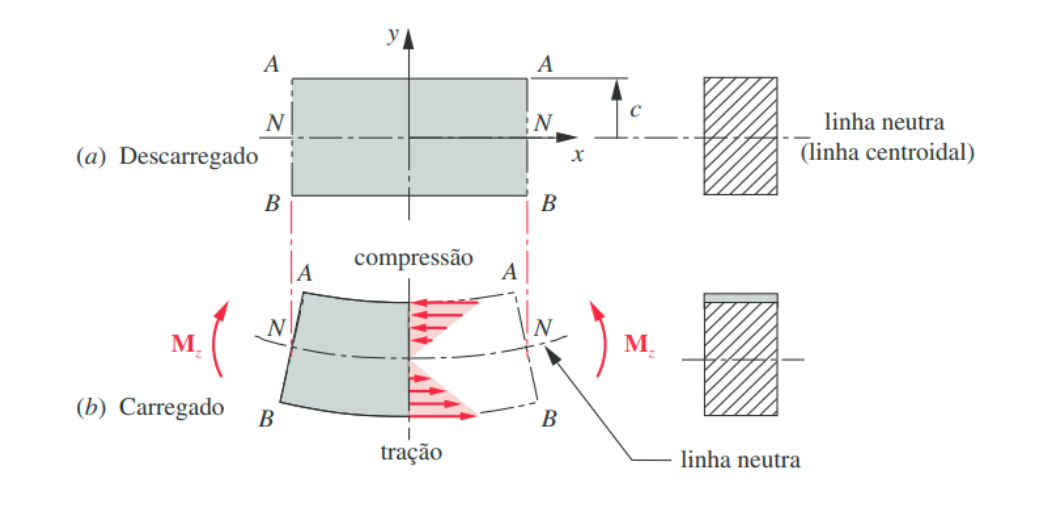 y
A
A
c
N
N
linha neutra
(a) Descarregado
x
(linha centroidal)
B
B
compressão
A
A
N
N
M_z
M_z
(b) Carregado
B
B
tração
linha neutra